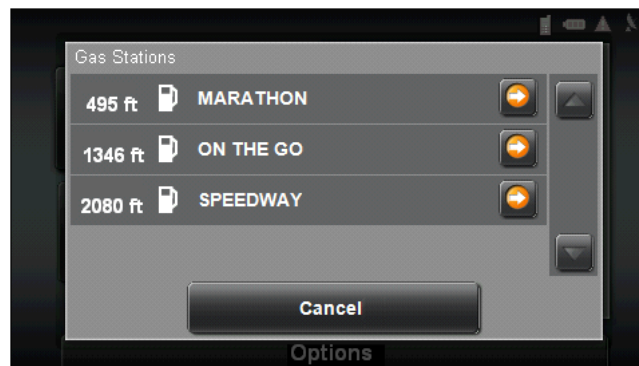 Gas Stations
495 ft MARATHON
1346 ft ON THE GO
2080 ft SPEEDWAY
Cancel
Options